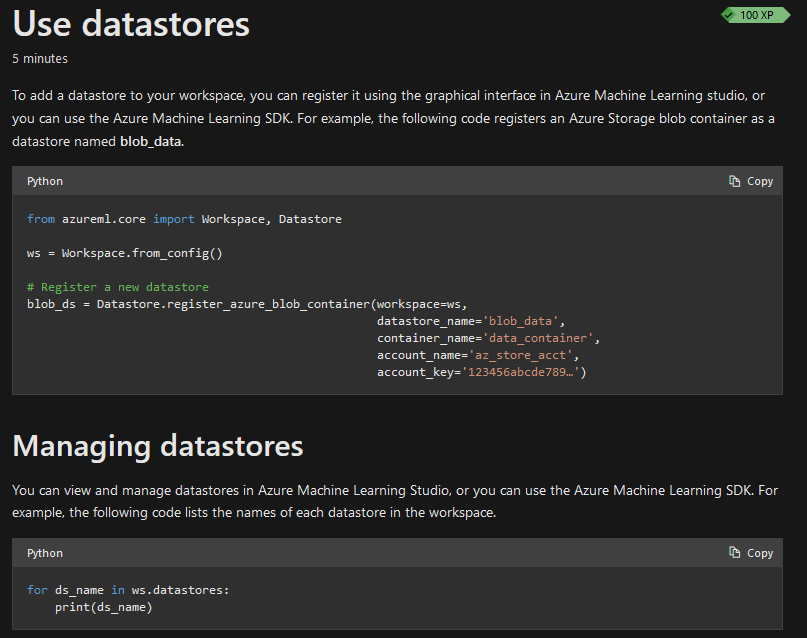 Use datastores
100 XP
5 minutes
To add a datastore to your workspace, you can register it using the graphical interface in Azure Machine Learning studio, or
you can use the Azure Machine Learning SDK. For example, the following code registers an Azure Storage blob container as a
datastore named blob_data.
Python
Copy
from azureml.core import Workspace, Datastore
ws = Workspace.from_config()
# Register a new datastore
blob_ds = Datastore.register_azure_blob_container(workspace=ws,
datastore_name='blob_data',
container_name='data_container',
account_name='az_store_acct',
account_key='123456abcde789…')
Managing datastores
You can view and manage datastores in Azure Machine Learning Studio, or you can use the Azure Machine Learning SDK. For
example, the following code lists the names of each datastore in the workspace.
Python
Copy
for ds_name in ws.datastores:
print(ds_name)